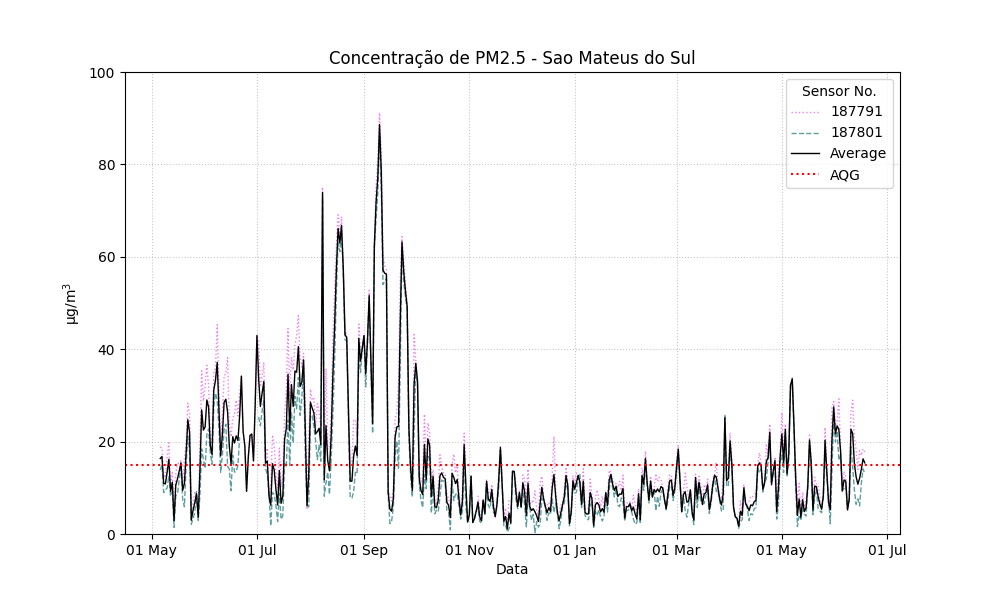 Concentração de PM2.5 - Sao Mateus do Sul
100
80
60
40
20
0
µg/m³
01 May
01 Jul
01 Sep
01 Nov
01 Jan
01 Mar
01 May
01 Jul
Data
Sensor No.
187791
187801
Average
AQG